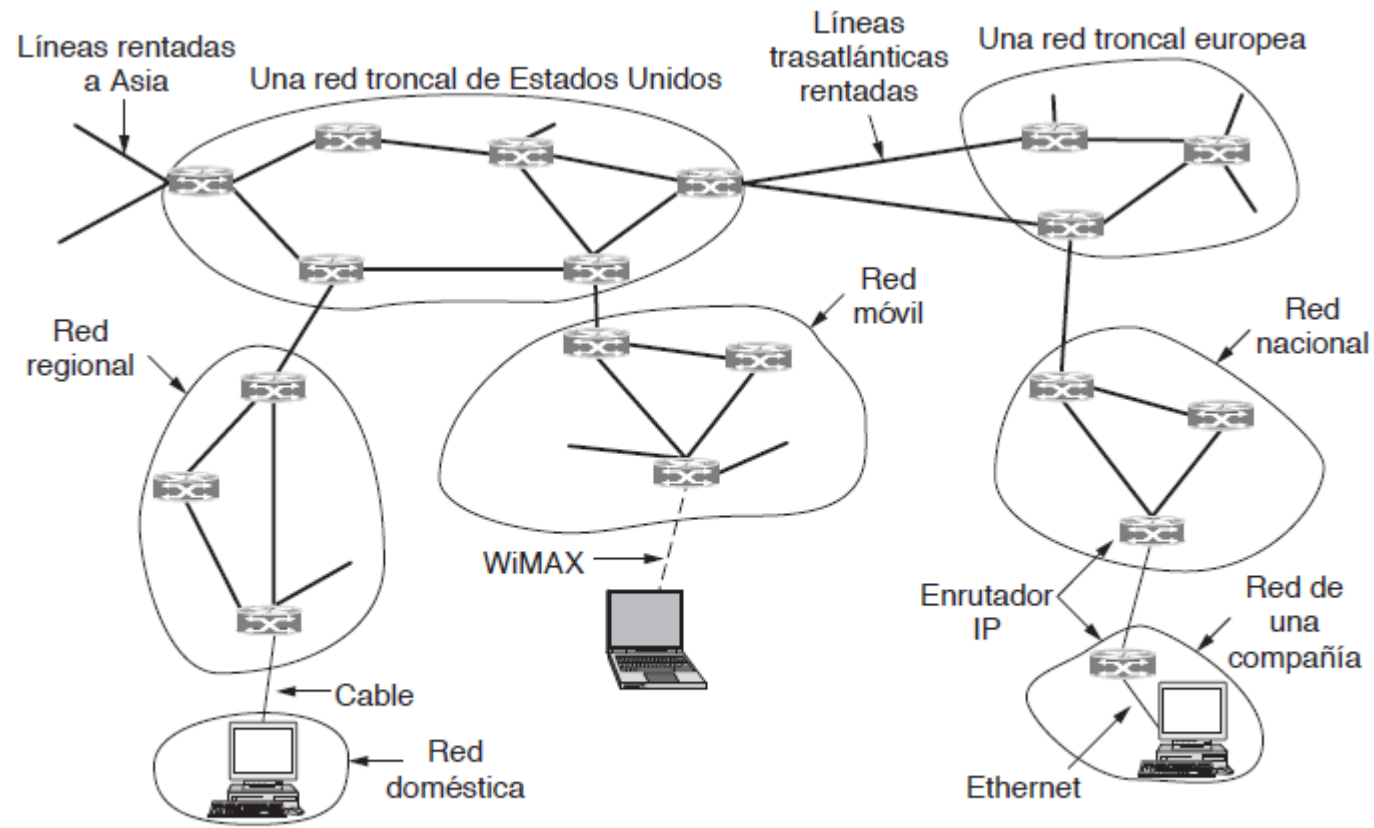 Líneas rentadas
a Asia
Una red troncal de Estados Unidos
Líneas
trasatlánticas
rentadas
Una red troncal europea
Red
regional
Red
móvil
Red
nacional
WiMAX
Enrutador
IP
Red de
una
compañía
Cable
Red
doméstica
Ethernet